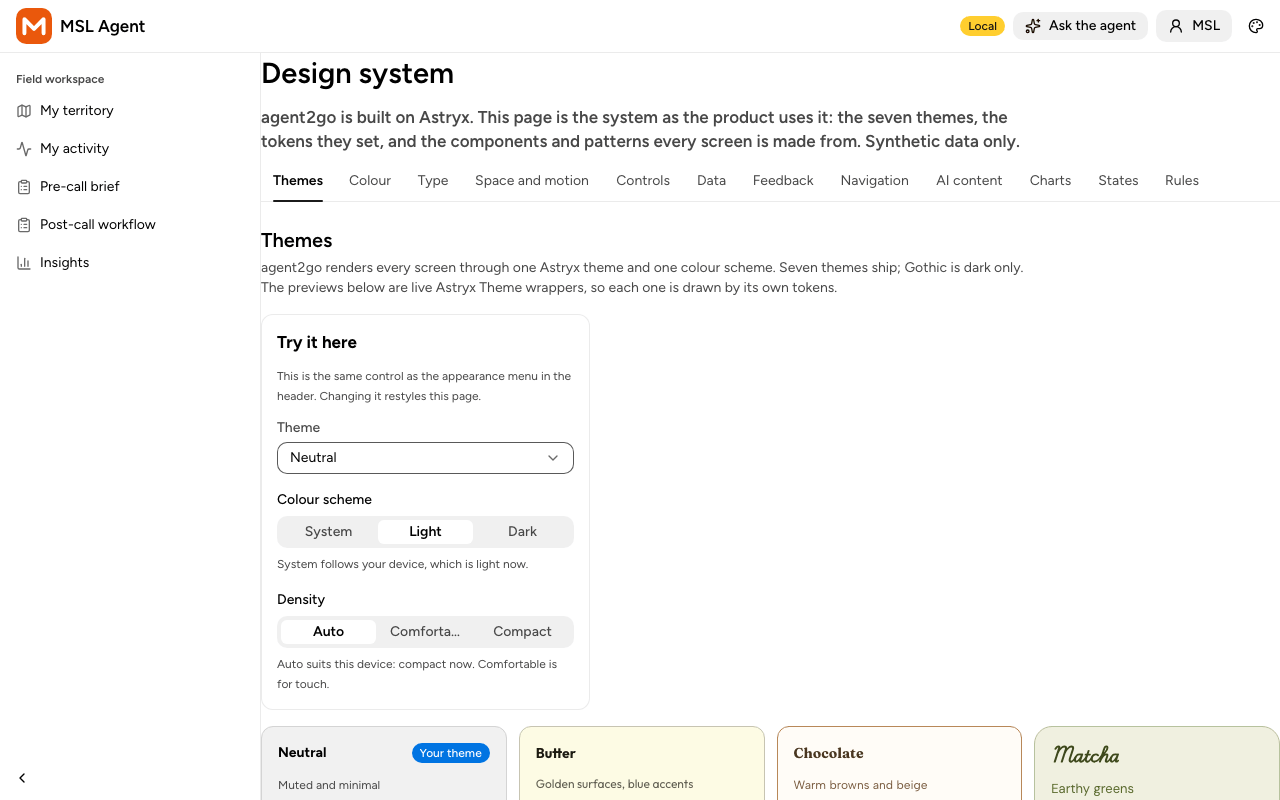 MSL Agent
Local
Ask the agent
MSL
Field workspace
My territory
My activity
Pre-call brief
Post-call workflow
Insights
Design system
agent2go is built on Astryx. This page is the system as the product uses it: the seven themes, the
tokens they set, and the components and patterns every screen is made from. Synthetic data only.
Themes
Colour
Type
Space and motion
Controls
Data
Feedback
Navigation
AI content
Charts
States
Rules
Themes
agent2go renders every screen through one Astryx theme and one colour scheme. Seven themes ship; Gothic is dark only.
The previews below are live Astryx Theme wrappers, so each one is drawn by its own tokens.
Try it here
This is the same control as the appearance menu in the
header. Changing it restyles this page.
Theme
Neutral
Colour scheme
System
Light
Dark
System follows your device, which is light now.
Density
Auto
Comforta...
Compact
Auto suits this device: compact now. Comfortable is
for touch.
Neutral
Your theme
Muted and minimal
Butter
Golden surfaces, blue accents
Chocolate
Warm browns and beige
Matcha
Earthy greens